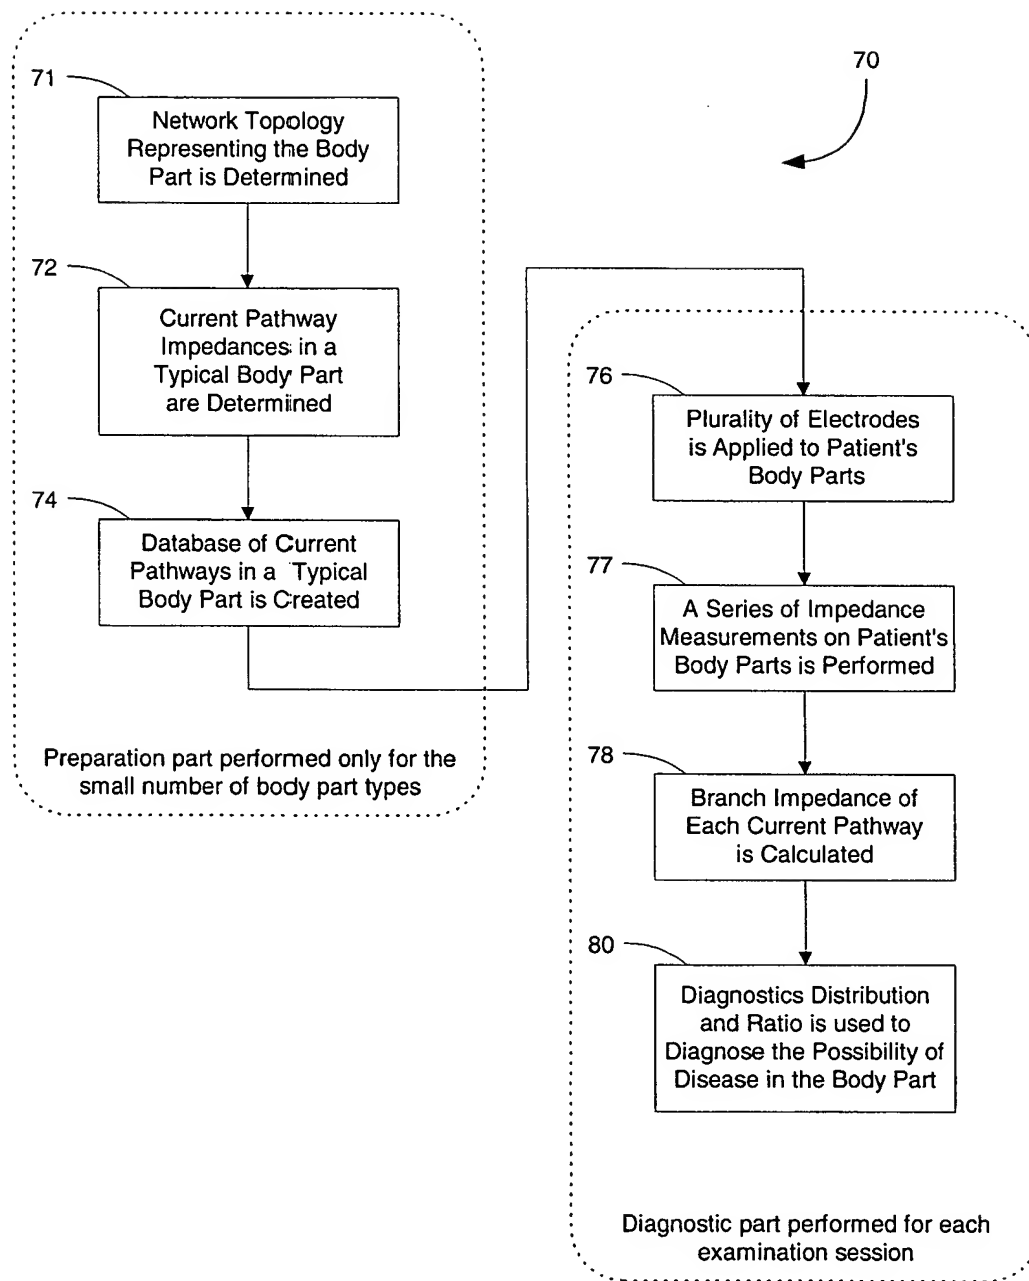 70
71
Network Topology
Representing the Body
Part is Determined
72
Current Pathway
Impedances in a
Typical Body Part
are Determined
74
Database of Current
Pathways in a Typical
Body Part is Created
Preparation part performed only for the
small number of body part types
76
Plurality of Electrodes
is Applied to Patient's
Body Parts
77
A Series of Impedance
Measurements on Patient's
Body Parts is Performed
78
Branch Impedance of
Each Current Pathway
is Calculated
80
Diagnostics Distribution
and Ratio is used to
Diagnose the Possibility of
Disease in the Body Part
Diagnostic part performed for each
examination session